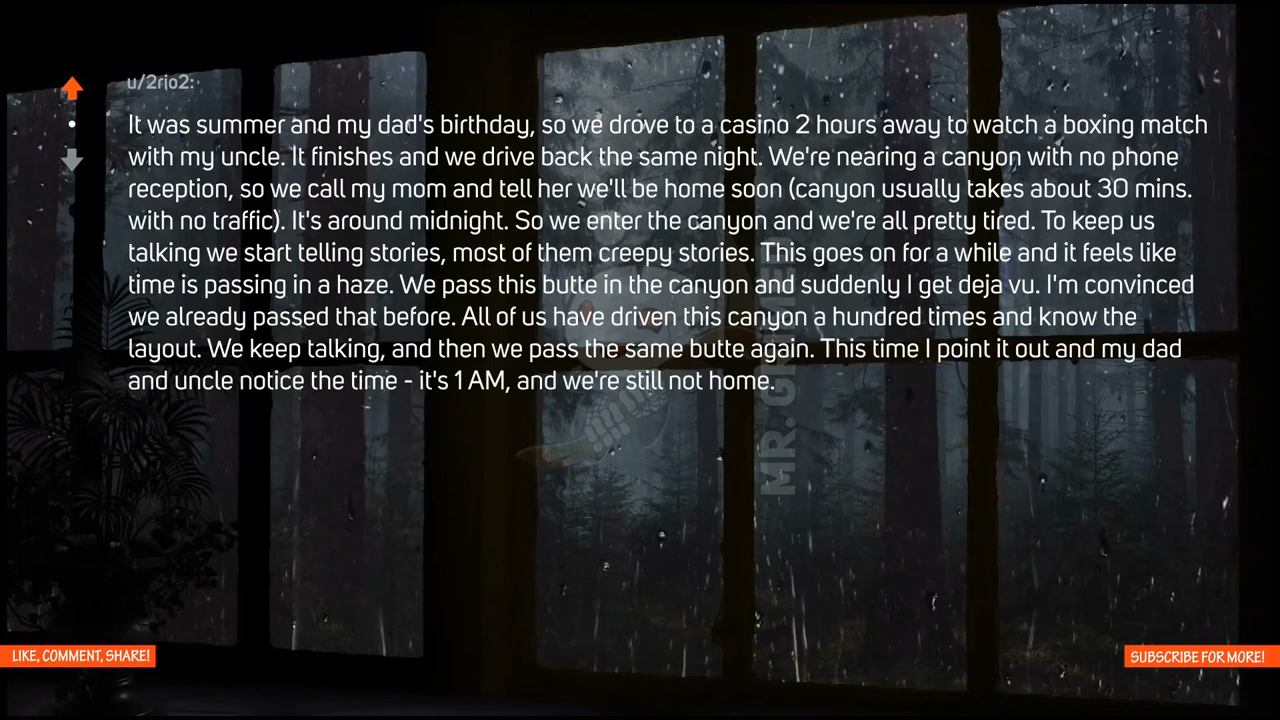 u/2rio2:
It was summer and my dad's birthday, so we drove to a casino 2 hours away to watch a boxing match
with my uncle. It finishes and we drive back the same night. We're nearing a canyon with no phone
reception, so we call my mom and tell her we'll be home soon (canyon usually takes about 30 mins.
with no traffic). It's around midnight. So we enter the canyon and we're all pretty tired. To keep us
talking we start telling stories, most of them creepy stories. This goes on for a while and it feels like
time is passing in a haze. We pass this butte in the canyon and suddenly I get deja vu. I'm convinced
we already passed that before. All of us have driven this canyon a hundred times and know the
layout. We keep talking, and then we pass the same butte again. This time I point it out and my dad
and uncle notice the time - it's 1 AM, and we're still not home.
LIKE, COMMENT, SHARE!
SUBSCRIBE FOR MORE!